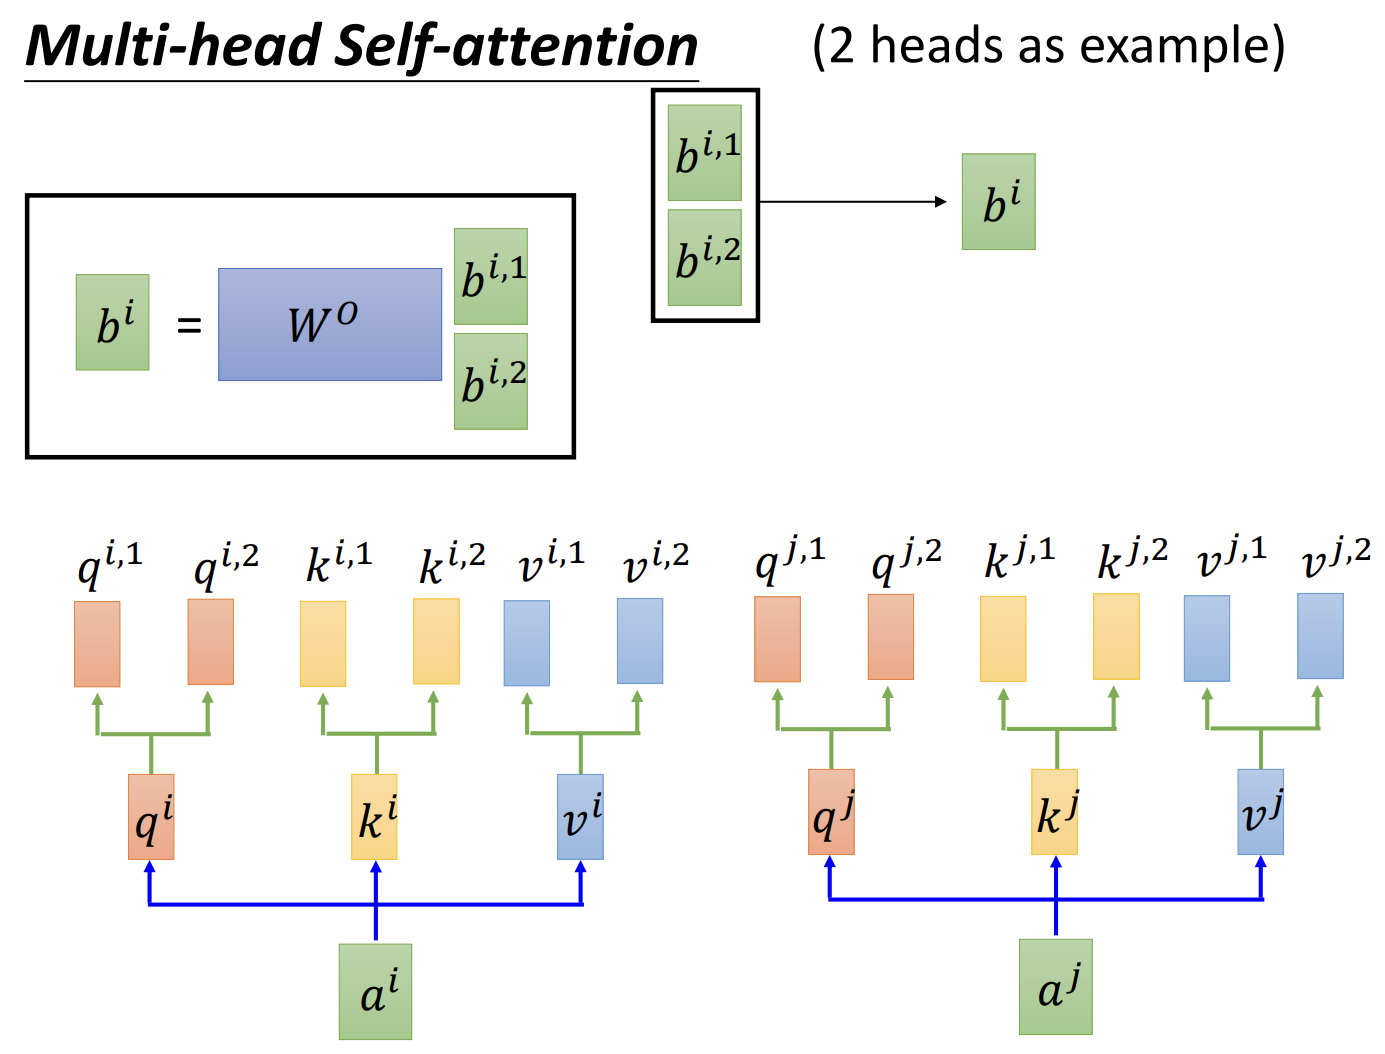 Multi-head Self-attention (2 heads as example)
b^{i,1}
b^{i,2}
b^i
b^i = W^O b^{i,1}
b^{i,2}
q^{i,1} q^{i,2} k^{i,1} k^{i,2} v^{i,1} v^{i,2} q^{j,1} q^{j,2} k^{j,1} k^{j,2} v^{j,1} v^{j,2}
q^i k^i v^i q^j k^j v^j
a^i a^j